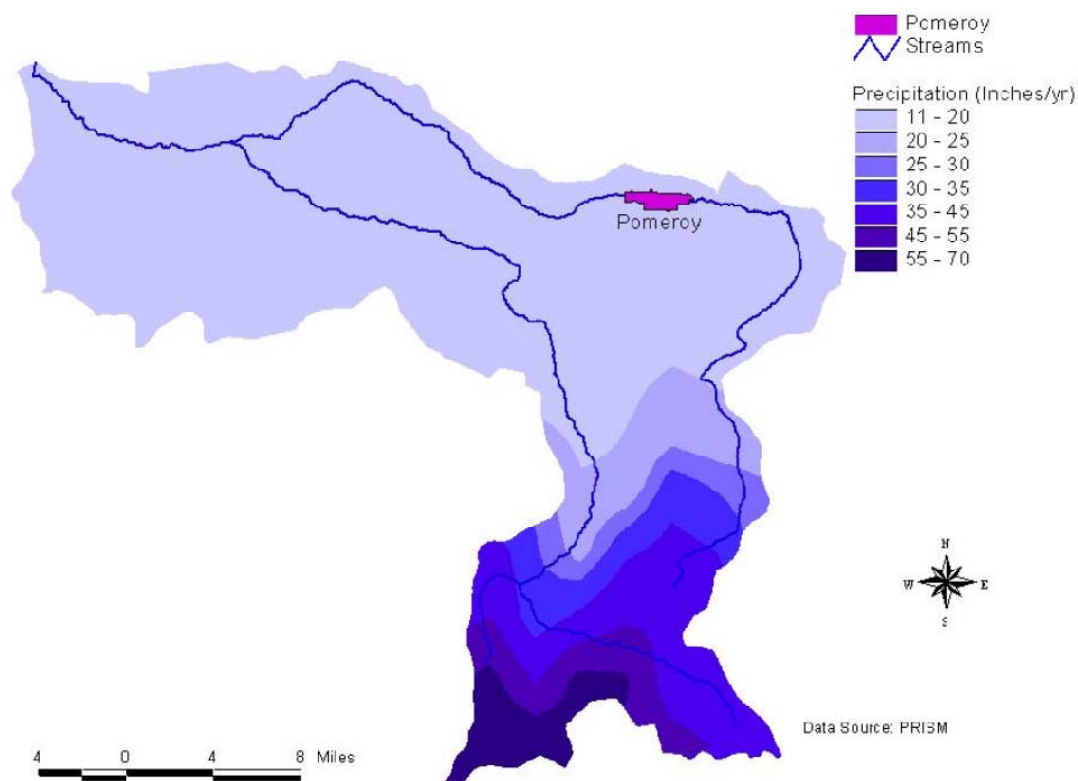 Pomeroy
Streams
Precipitation (Inches/yr)
11 - 20
20 - 25
25 - 30
30 - 35
35 - 45
45 - 55
55 - 70
Pomeroy
N
W E
S
Data Source: PRISM
4 0 4 8 Miles